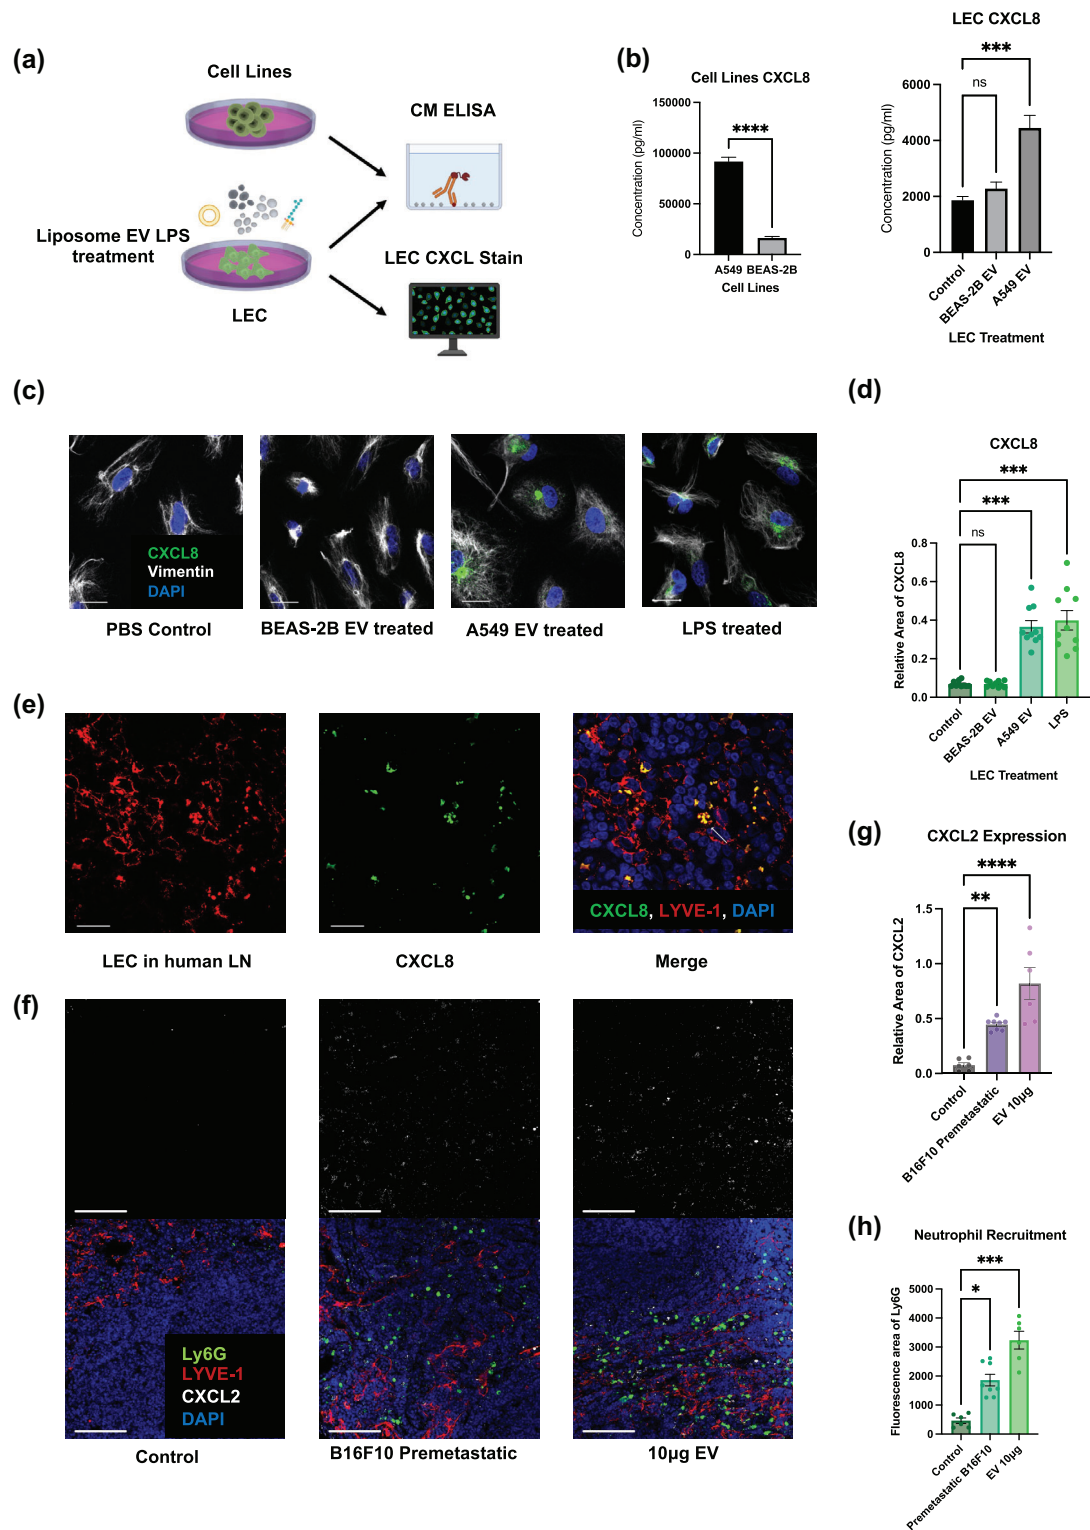 (a)
Cell Lines
CM ELISA
Liposome EV LPS
treatment
LEC CXCL Stain
LEC
(b)
Cell Lines CXCL8
Concentration (pg/ml)
150000
100000
50000
0
****
A549 BEAS-2B
Cell Lines
LEC CXCL8
Concentration (pg/ml)
6000
4000
2000
0
***
ns
Control
BEAS-2B EV
A549 EV
LEC Treatment
(c)
CXCL8
Vimentin
DAPI
PBS Control
BEAS-2B EV treated
A549 EV treated
LPS treated
(d)
CXCL8
Relative Area of CXCL8
0.8
0.6
0.4
0.2
0.0
***
***
ns
Control
BEAS-2B EV
A549 EV
LPS
LEC Treatment
(e)
CXCL8, LYVE-1, DAPI
LEC in human LN
CXCL8
Merge
(f)
Ly6G
LYVE-1
CXCL2
DAPI
Control
B16F10 Premetastatic
10µg EV
(g)
CXCL2 Expression
Relative Area of CXCL2
1.5
1.0
0.5
0.0
****
**
Control
B16F10 Premetastatic
EV 10µg
(h)
Neutrophil Recruitment
Fluorescence area of Ly6G
5000
4000
3000
2000
1000
0
***
*
Control
Premetastatic B16F10
EV 10µg